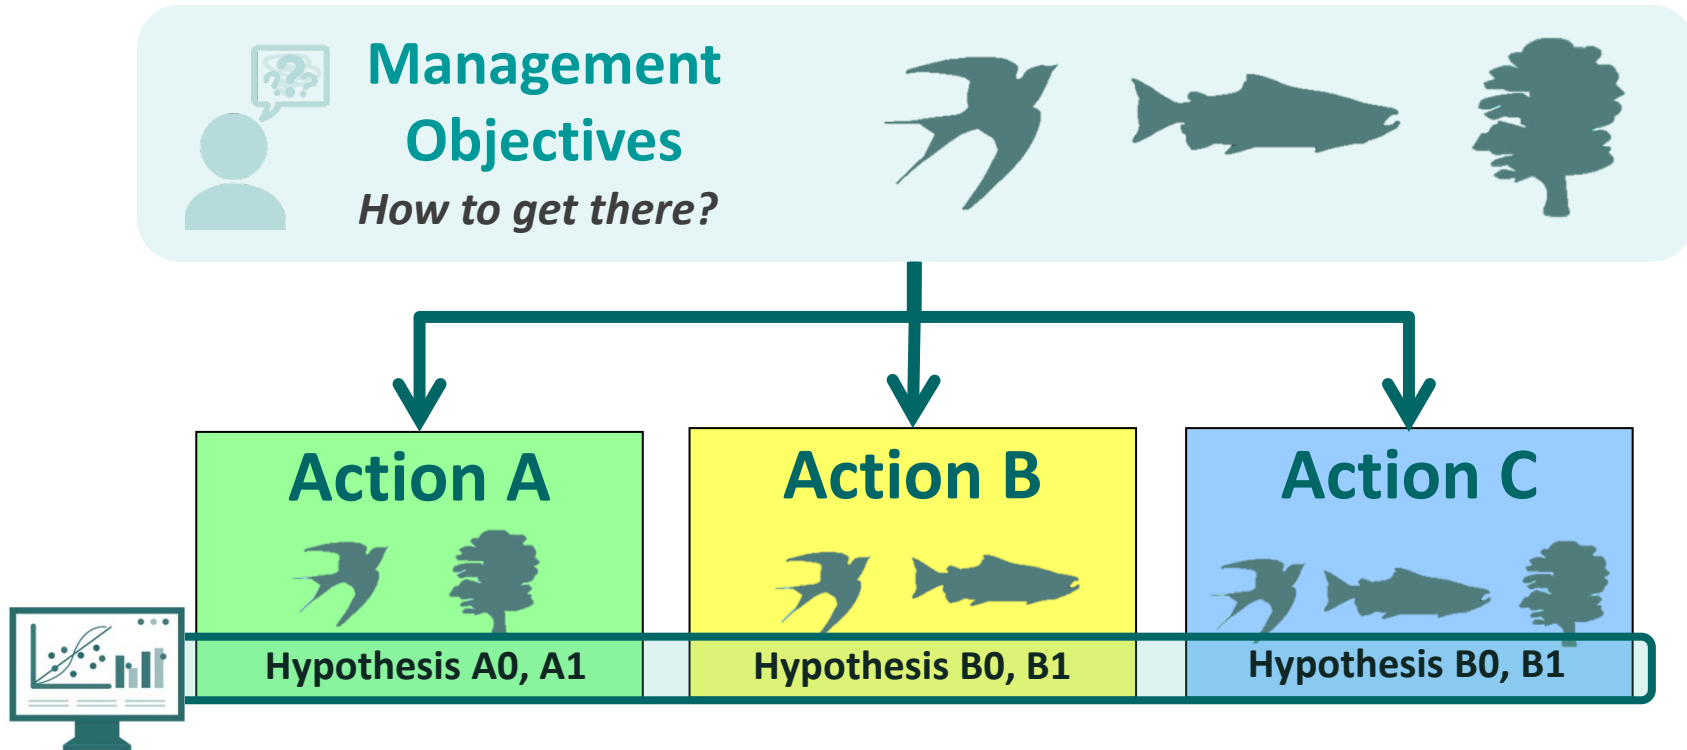 ???
Management
Objectives
How to get there?
Action A
Action B
Action C
Hypothesis A0, A1
Hypothesis B0, B1
Hypothesis B0, B1